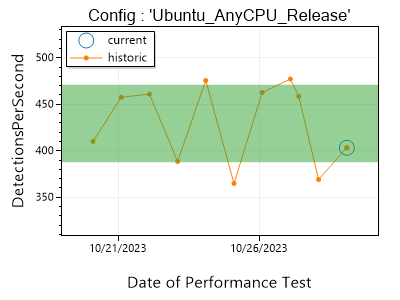 Config : 'Ubuntu_AnyCPU_Release'
current
historic
500
450
400
350
DetectionsPerSecond
10/21/2023
10/26/2023
Date of Performance Test